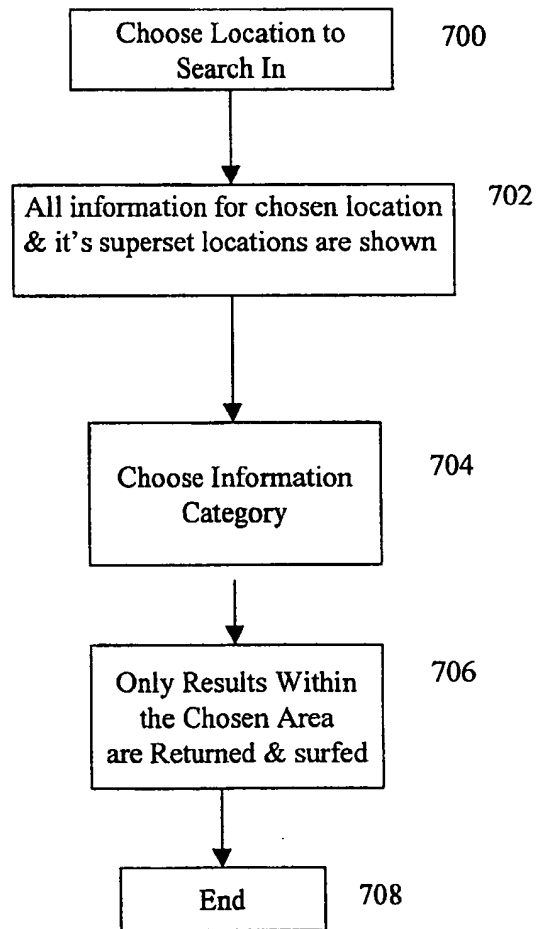 Choose Location to
Search In
700
All information for chosen location
& it's superset locations are shown
702
Choose Information
Category
704
Only Results Within
the Chosen Area
are Returned & surfed
706
End
708